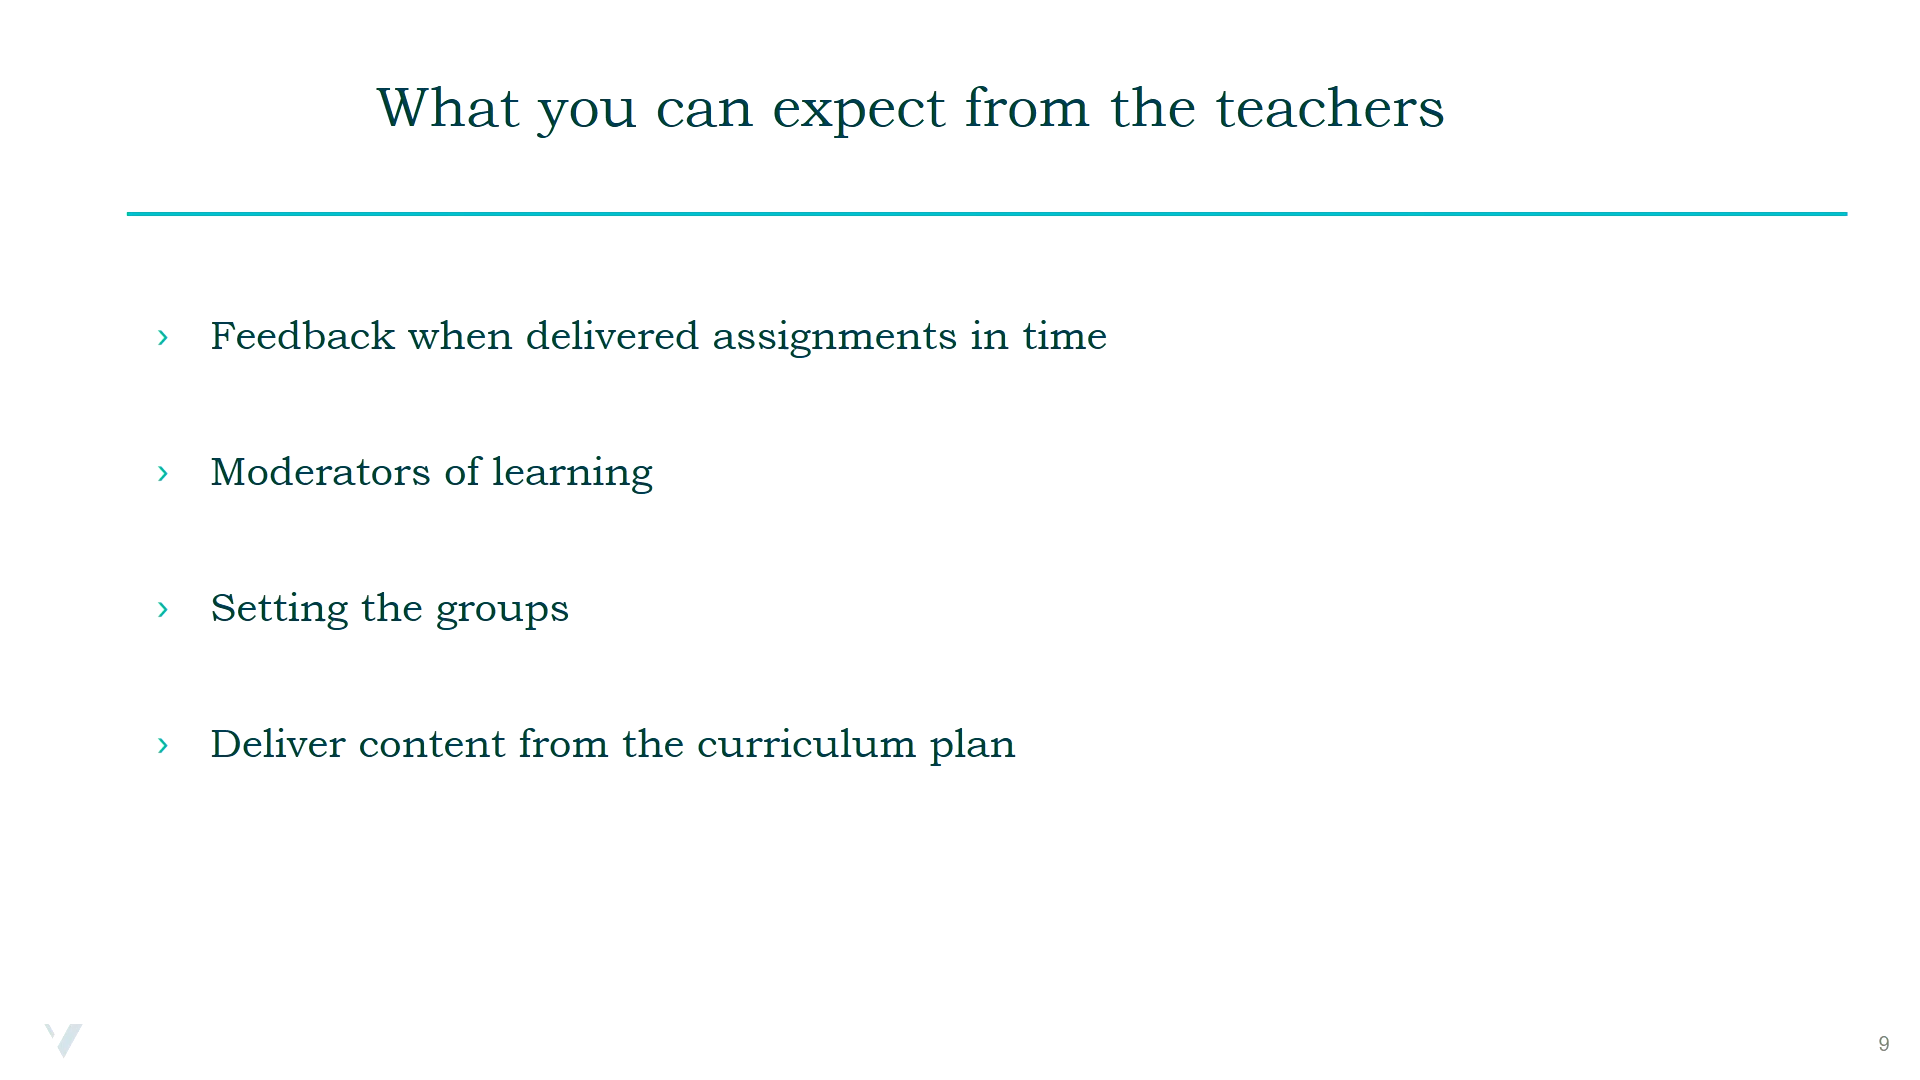 What you can expect from the teachers
› Feedback when delivered assignments in time
› Moderators of learning
› Setting the groups
› Deliver content from the curriculum plan
9